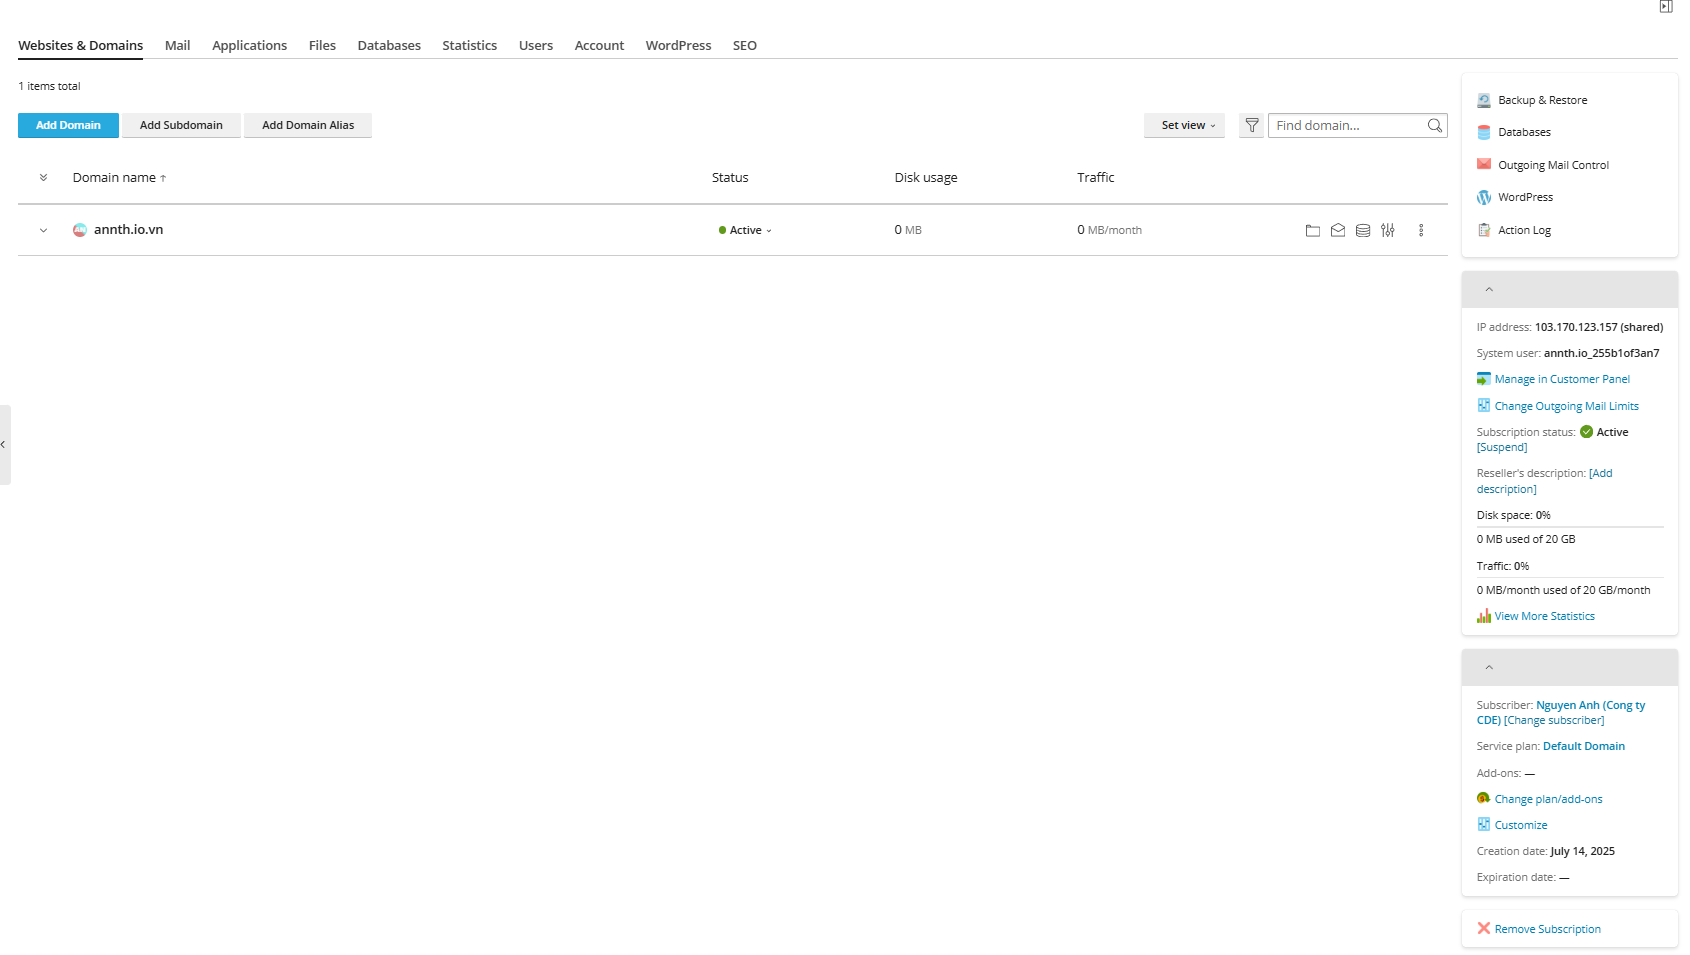 Websites & Domains Mail Applications Files Databases Statistics Users Account WordPress SEO
1 items total
Add Domain Add Subdomain Add Domain Alias Set view Find domain...
Domain name ↑ Status Disk usage Traffic
annth.io.vn Active 0 MB 0 MB/month
Backup & Restore
Databases
Outgoing Mail Control
WordPress
Action Log
IP address: 103.170.123.157 (shared)
System user: annth.io_255b1of3an7
Manage in Customer Panel
Change Outgoing Mail Limits
Subscription status: Active
[Suspend]
Reseller's description: [Add
description]
Disk space: 0%
0 MB used of 20 GB
Traffic: 0%
0 MB/month used of 20 GB/month
View More Statistics
Subscriber: Nguyen Anh (Cong ty
CDE) [Change subscriber]
Service plan: Default Domain
Add-ons: —
Change plan/add-ons
Customize
Creation date: July 14, 2025
Expiration date: —
Remove Subscription